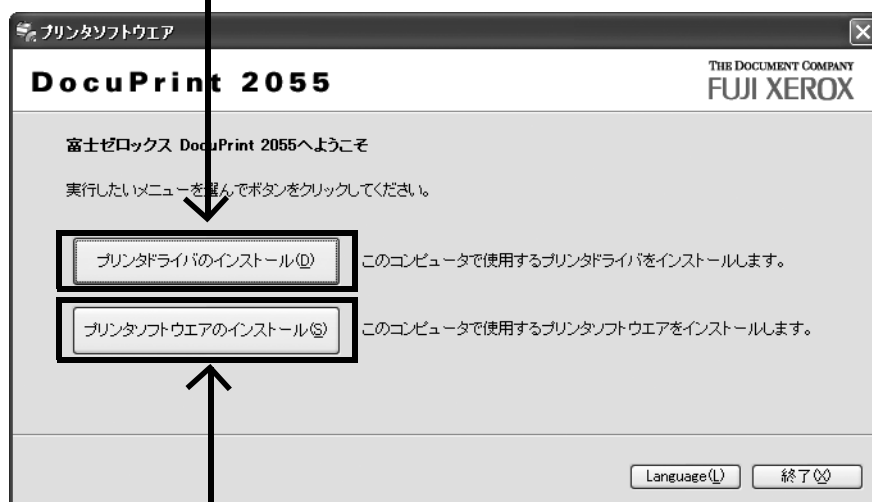 プリンタソフトウエア
DocuPrint 2055
THE DOCUMENT COMPANY
FUJI XEROX
富士ゼロックス DocuPrint 2055へようこそ
実行したいメニューを選んでボタンをクリックしてください。
プリンタドライバのインストール(D)
このコンピュータで使用するプリンタドライバをインストールします。
プリンタソフトウエアのインストール(S)
このコンピュータで使用するプリンタソフトウエアをインストールします。
Language(L)
終了(X)